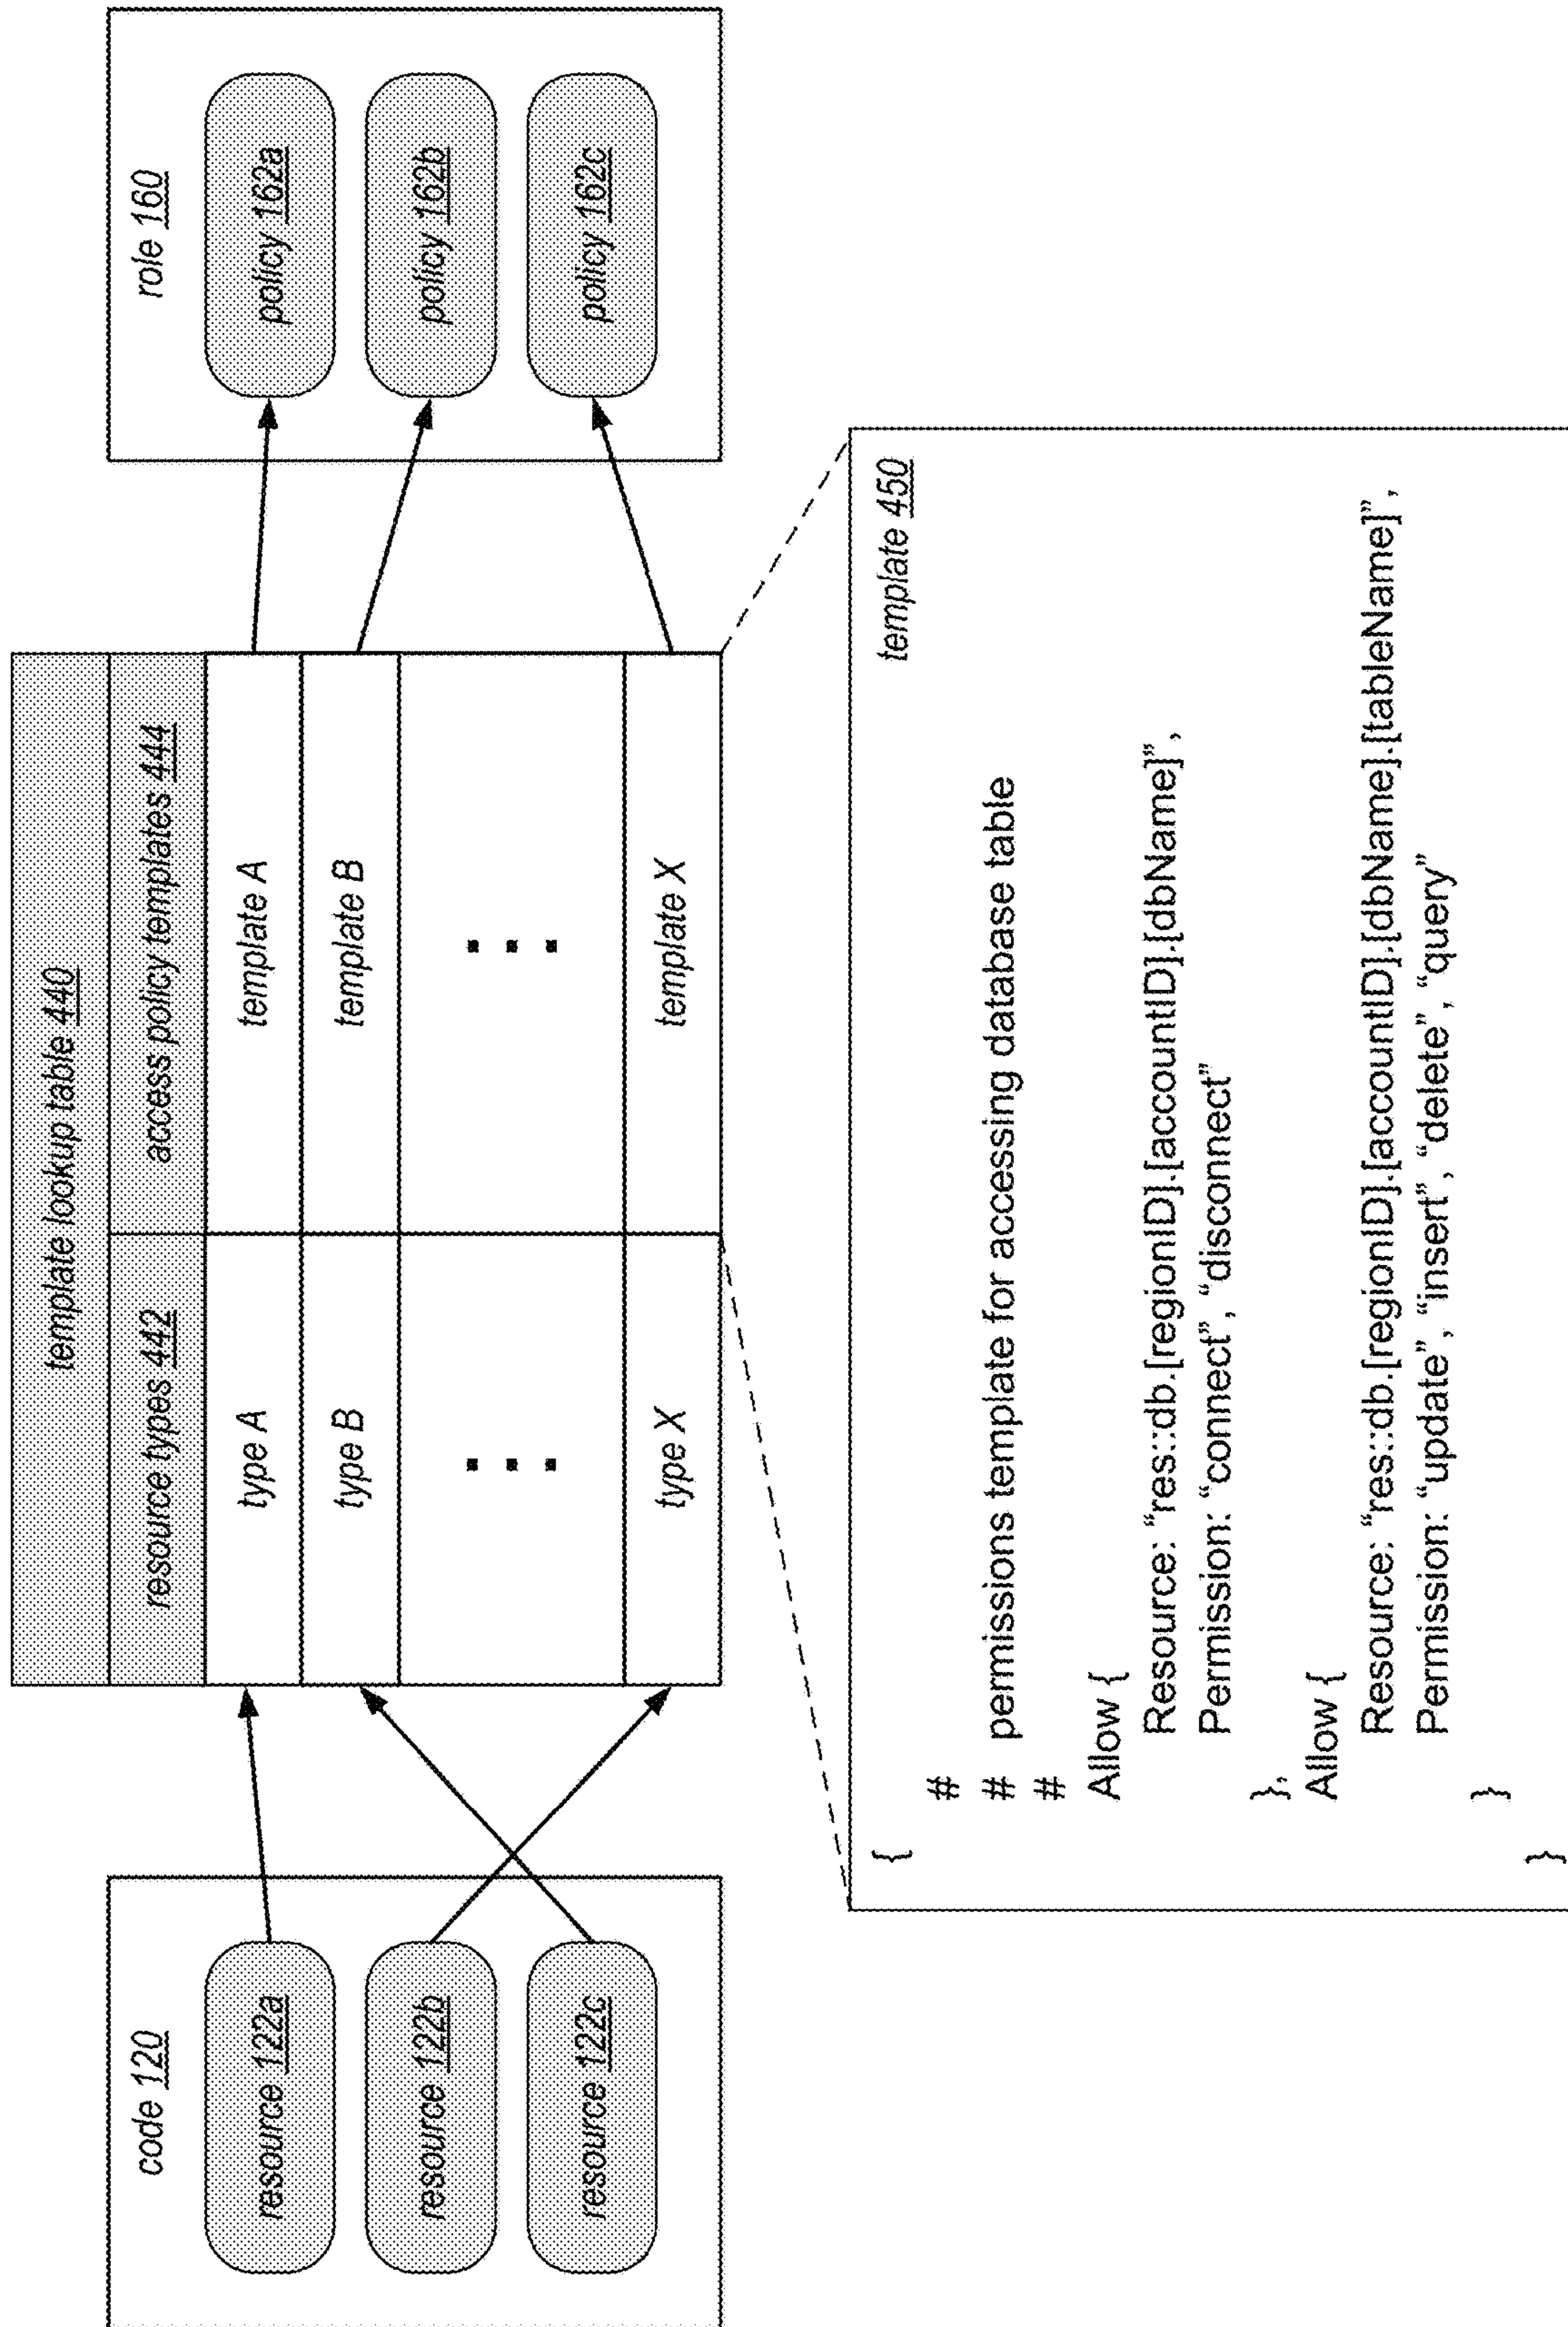 template lookup table 440
code 120
resource 122a
resource 122b
resource 122c
resource types 442
access policy templates 444
type A
template A
type B
template B
type X
template X
role 160
policy 162a
policy 162b
policy 162c
template 450
{
#
# permissions template for accessing database table
#
Allow {
Resource: “res::db.[regionID].[accountID].[dbName]”,
Permission: “connect”, “disconnect”
},
Allow {
Resource: “res::db.[regionID].[accountID].[dbName].[tableName]”,
Permission: “update”, “insert”, “delete”, “query”
}
}